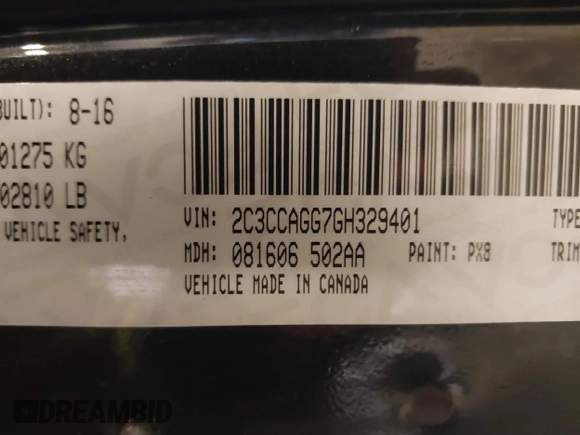 BUILT): 8-16
01275 KG
02810 LB
VEHICLE SAFETY,
VIN: 2C3CCAGG7GH329401
TYPE
MDH: 081606 502AA
PAINT: PX8
TRIM
VEHICLE MADE IN CANADA
DREAMBID